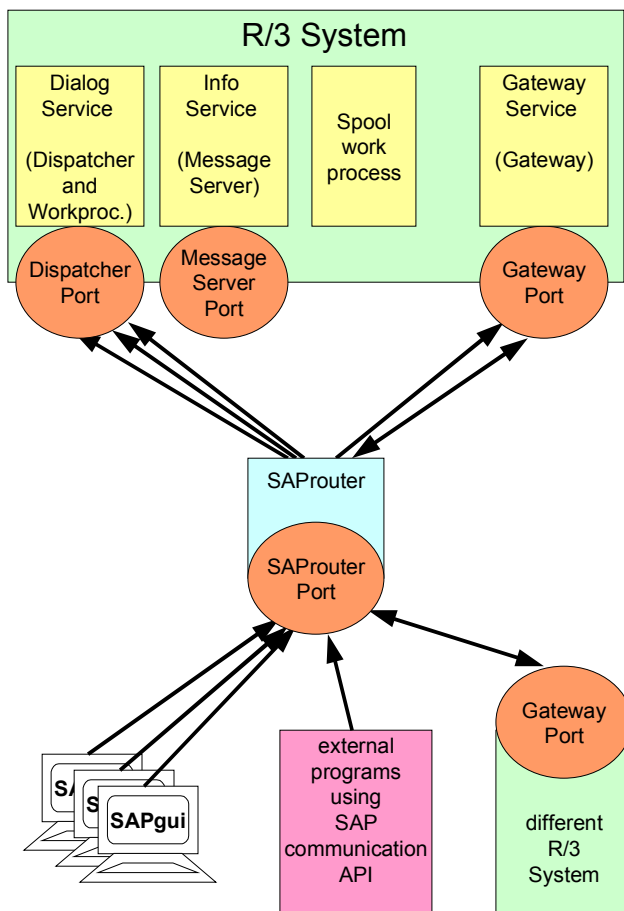 R/3 System
Dialog
Service
(Dispatcher
and
Workproc.)
Info
Service
(Message
Server)
Spool
work
process
Gateway
Service
(Gateway)
Dispatcher
Port
Message
Server
Port
Gateway
Port
SAProuter
SAProuter
Port
SA
S
SAPgui
external
programs
using
SAP
communication
API
Gateway
Port
different
R/3
System